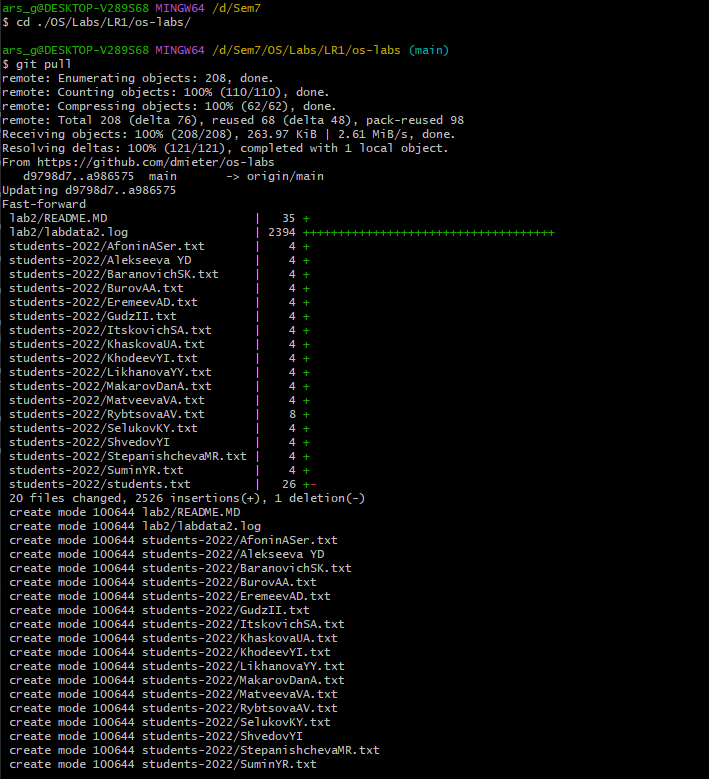 ars_g@DESKTOP-V289S68 MINGW64 /d/Sem7
$ cd ./OS/Labs/LR1/os-labs/
ars_g@DESKTOP-V289S68 MINGW64 /d/Sem7/OS/Labs/LR1/os-labs (main)
$ git pull
remote: Enumerating objects: 208, done.
remote: Counting objects: 100% (110/110), done.
remote: Compressing objects: 100% (62/62), done.
remote: Total 208 (delta 76), reused 68 (delta 48), pack-reused 98
Receiving objects: 100% (208/208), 263.97 KiB | 2.61 MiB/s, done.
Resolving deltas: 100% (121/121), completed with 1 local object.
From https://github.com/dmieter/os-labs
   d9798d7..a986575  main       -> origin/main
Updating d9798d7..a986575
Fast-forward
 lab2/README.MD                     |   35 +
 lab2/labdata2.log                  | 2394 ++++++++++++++++++++++++++++++++++++
 students-2022/AfoninASer.txt       |    4 +
 students-2022/Alekseeva YD         |    4 +
 students-2022/BaranovichSK.txt     |    4 +
 students-2022/BurovAA.txt          |    4 +
 students-2022/EremeevAD.txt        |    4 +
 students-2022/GudzII.txt           |    4 +
 students-2022/ItskovichSA.txt      |    4 +
 students-2022/KhaskovaUA.txt       |    4 +
 students-2022/KhodeevYI.txt        |    4 +
 students-2022/LikhanovaYY.txt      |    4 +
 students-2022/MakarovDanA.txt      |    4 +
 students-2022/MatveevaVA.txt       |    4 +
 students-2022/RybtsovaAV.txt       |    8 +
 students-2022/SelukovKY.txt        |    4 +
 students-2022/ShvedovYI            |    4 +
 students-2022/StepanishchevaMR.txt |    4 +
 students-2022/SuminYR.txt          |    4 +
 students-2022/students.txt         |   26 +-
 20 files changed, 2526 insertions(+), 1 deletion(-)
 create mode 100644 lab2/README.MD
 create mode 100644 lab2/labdata2.log
 create mode 100644 students-2022/AfoninASer.txt
 create mode 100644 students-2022/Alekseeva YD
 create mode 100644 students-2022/BaranovichSK.txt
 create mode 100644 students-2022/BurovAA.txt
 create mode 100644 students-2022/EremeevAD.txt
 create mode 100644 students-2022/GudzII.txt
 create mode 100644 students-2022/ItskovichSA.txt
 create mode 100644 students-2022/KhaskovaUA.txt
 create mode 100644 students-2022/KhodeevYI.txt
 create mode 100644 students-2022/LikhanovaYY.txt
 create mode 100644 students-2022/MakarovDanA.txt
 create mode 100644 students-2022/MatveevaVA.txt
 create mode 100644 students-2022/RybtsovaAV.txt
 create mode 100644 students-2022/SelukovKY.txt
 create mode 100644 students-2022/ShvedovYI
 create mode 100644 students-2022/StepanishchevaMR.txt
 create mode 100644 students-2022/SuminYR.txt